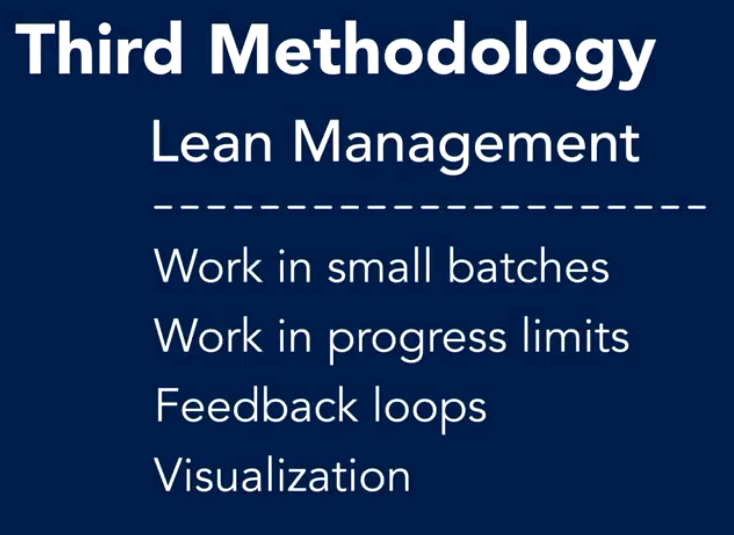 Third Methodology
Lean Management
----------------------
Work in small batches
Work in progress limits
Feedback loops
Visualization